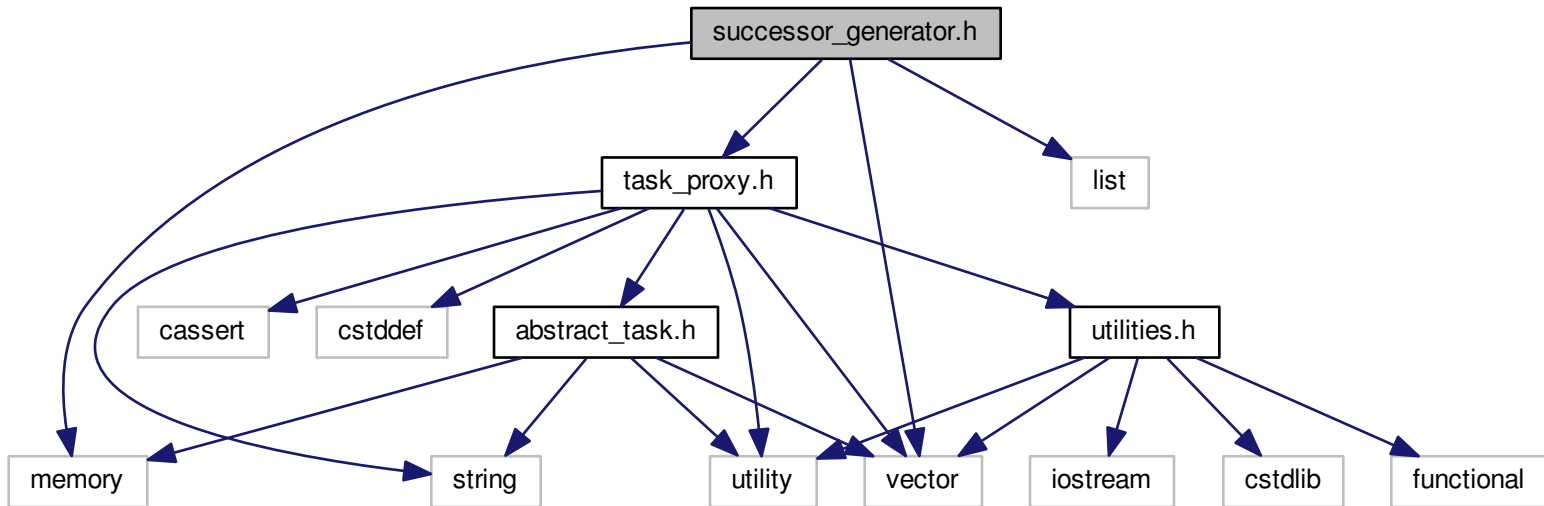 successor_generator.h
task_proxy.h
list
cassert
cstddef
abstract_task.h
utilities.h
memory
string
utility
vector
iostream
cstdlib
functional